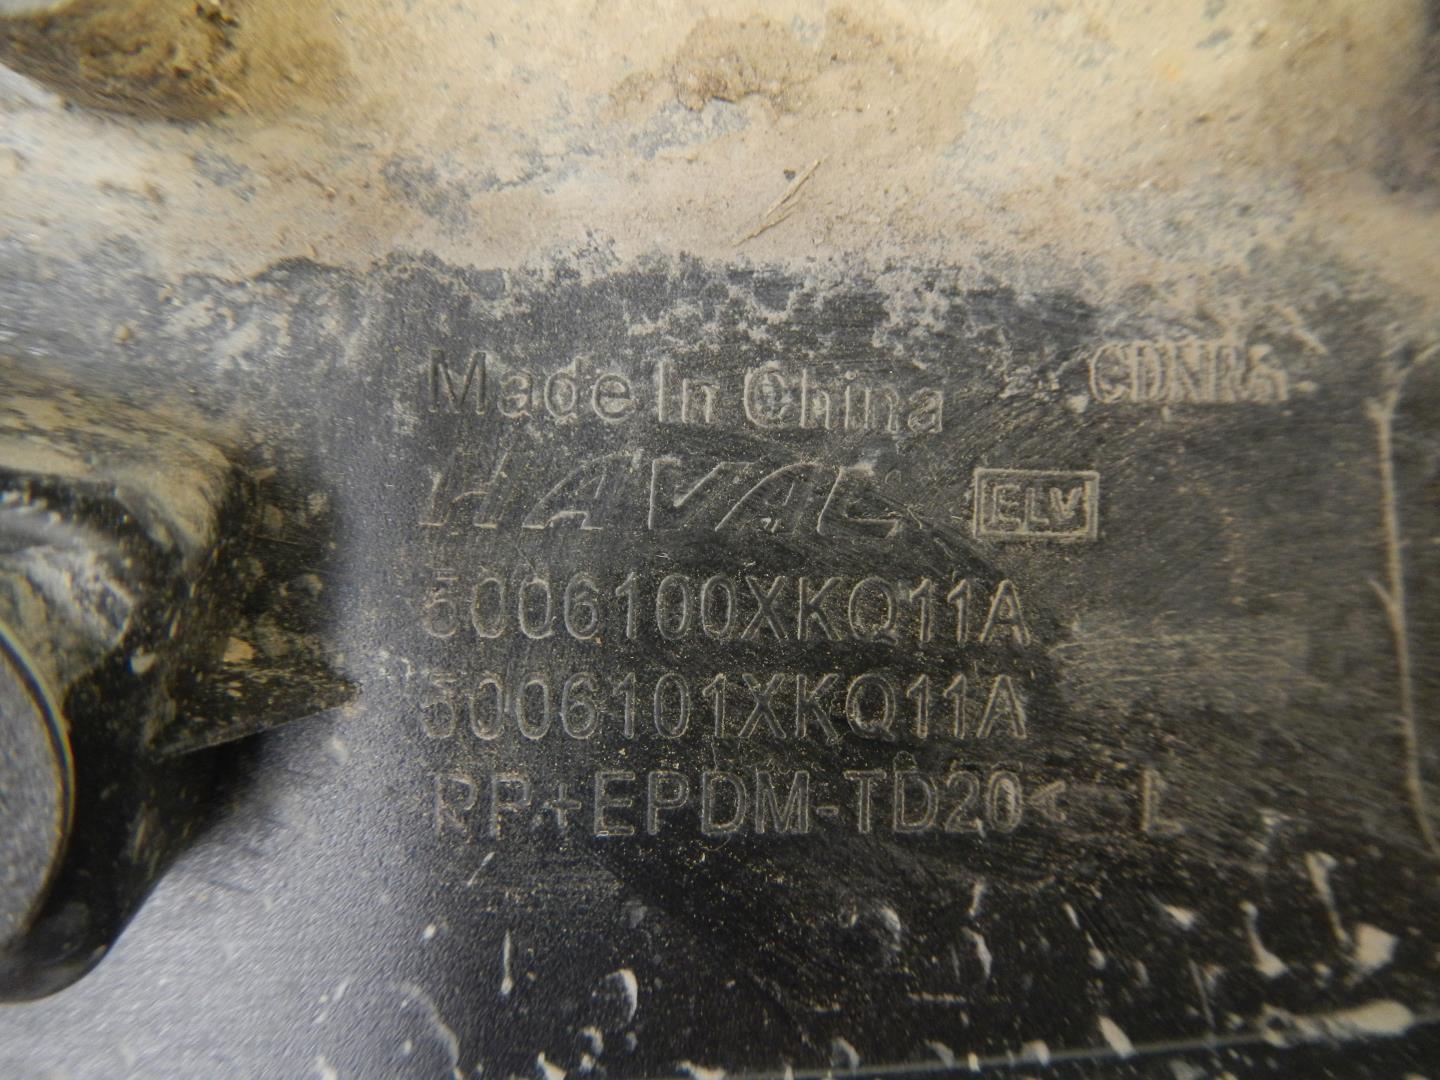 Made In China
HAVAL ELV
5006100XKQ11A
5006101XKQ11A
PP+EPDM-TD20< L